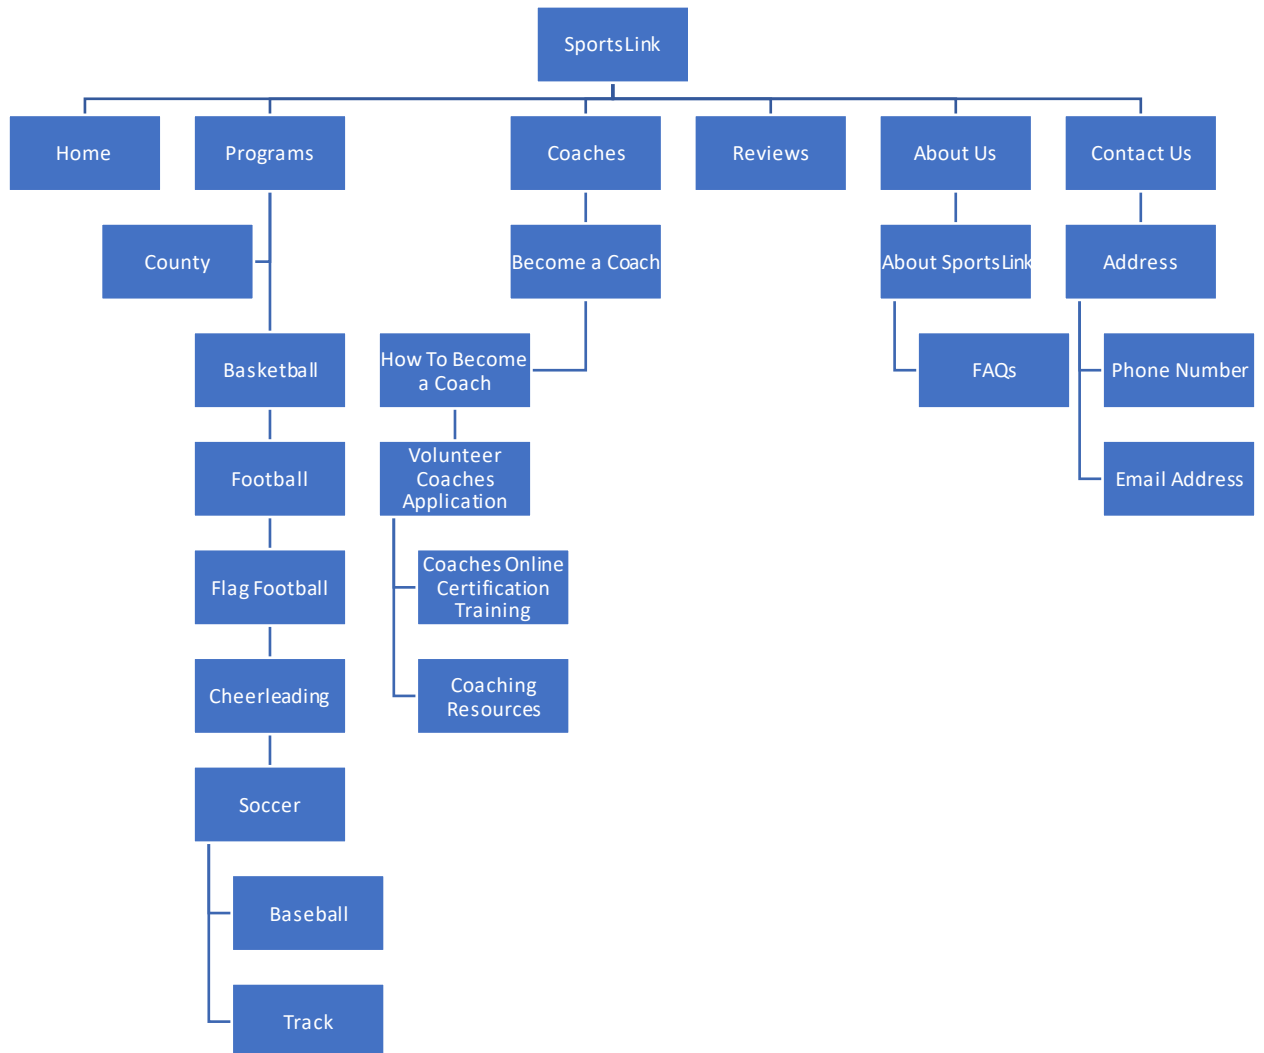 SportsLink
Home
Programs
Coaches
Reviews
About Us
Contact Us
County
Become a Coach
About SportsLink
Address
Basketball
How To Become
a Coach
FAQs
Phone Number
Football
Volunteer
Coaches
Application
Email Address
Flag Football
Coaches Online
Certification
Training
Cheerleading
Coaching
Resources
Soccer
Baseball
Track